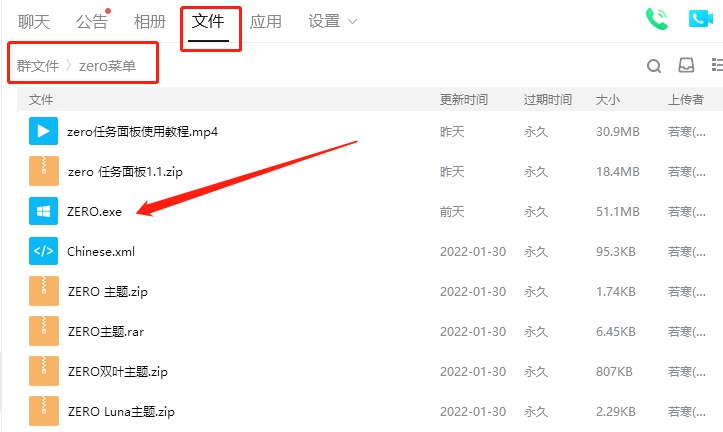 聊天 公告 相册 文件 应用 设置
群文件 〉 zero菜单
文件 更新时间 过期时间 大小 上传者
zero任务面板使用教程.mp4 昨天 永久 30.9MB 若寒(...
zero 任务面板1.1.zip 昨天 永久 18.4MB 若寒(...
ZERO.exe 前天 永久 51.1MB 若寒(...
Chinese.xml 2022-01-30 永久 95.3KB 若寒(...
ZERO 主题.zip 2022-01-30 永久 1.74KB 若寒(...
ZERO主题.rar 2022-01-30 永久 6.45KB 若寒(...
ZERO双叶主题.zip 2022-01-30 永久 807KB 若寒(...
ZERO Luna主题.zip 2022-01-30 永久 2.29KB 若寒(...